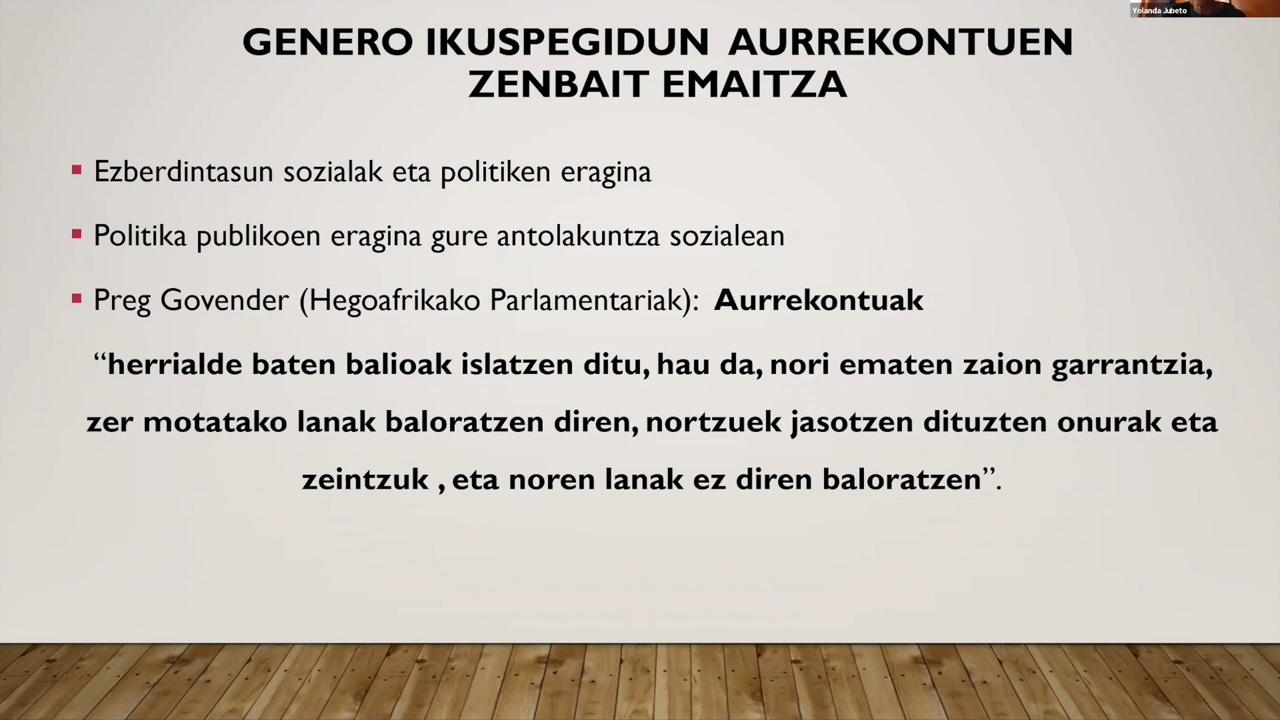 Yolanda Jubeto
GENERO IKUSPEGIDUN AURREKONTUEN
ZENBAIT EMAITZA
Ezberdintasun sozialak eta politiken eragina
Politika publikoen eragina gure antolakuntza sozialean
Preg Govender (Hegoafrikako Parlamentariak): Aurrekontuak
“herrialde baten balioak islatzen ditu, hau da, nori ematen zaion garrantzia,
zer motatako lanak baloratzen diren, nortzuek jasotzen dituzten onurak eta
zeintzuk , eta noren lanak ez diren baloratzen”.